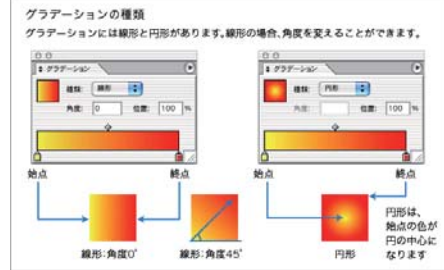 グラデーションの種類
グラデーションには線形と円形があります。線形の場合、角度を変えることができます。
グラデーション
種類: 線形
角度: 0 位置: 100 %
始点 終点
線形:角度0°
線形:角度45°
グラデーション
種類: 円形
角度: 位置: 100 %
始点 終点
円形
円形は、
始点の色が
円の中心に
なります